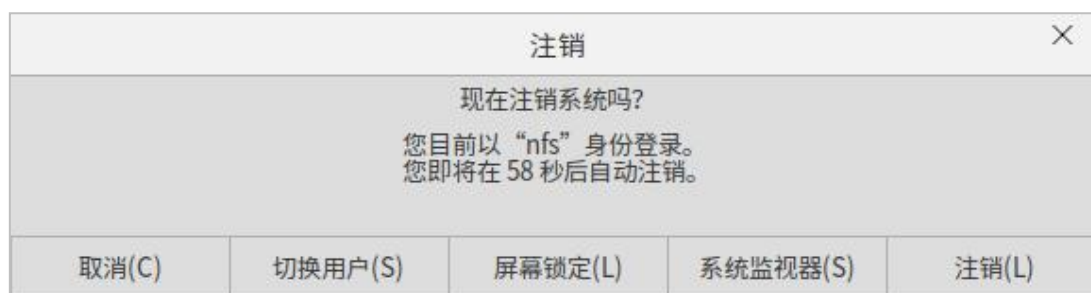 注销
现在注销系统吗?
您目前以“nfs”身份登录。
您即将在 58 秒后自动注销。
取消(C) 切换用户(S) 屏幕锁定(L) 系统监视器(S) 注销(L)